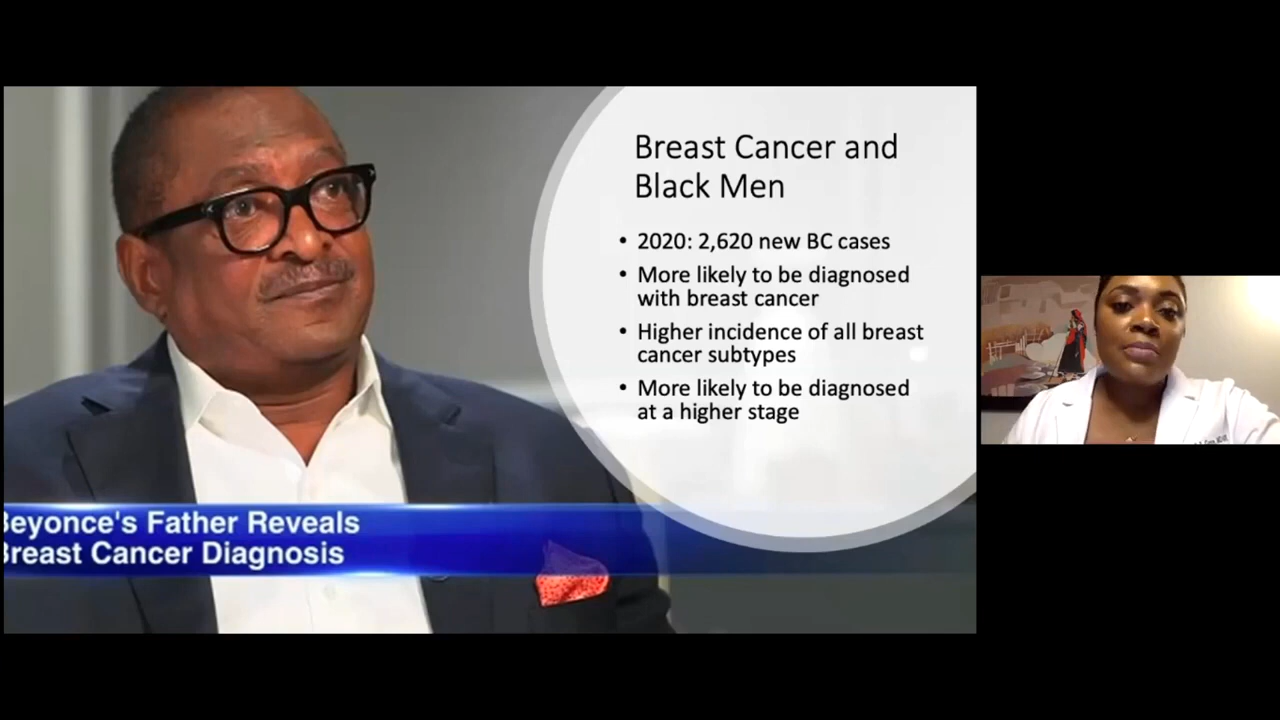 Breast Cancer and
Black Men
• 2020: 2,620 new BC cases
• More likely to be diagnosed
with breast cancer
• Higher incidence of all breast
cancer subtypes
• More likely to be diagnosed
at a higher stage
Beyonce's Father Reveals
Breast Cancer Diagnosis